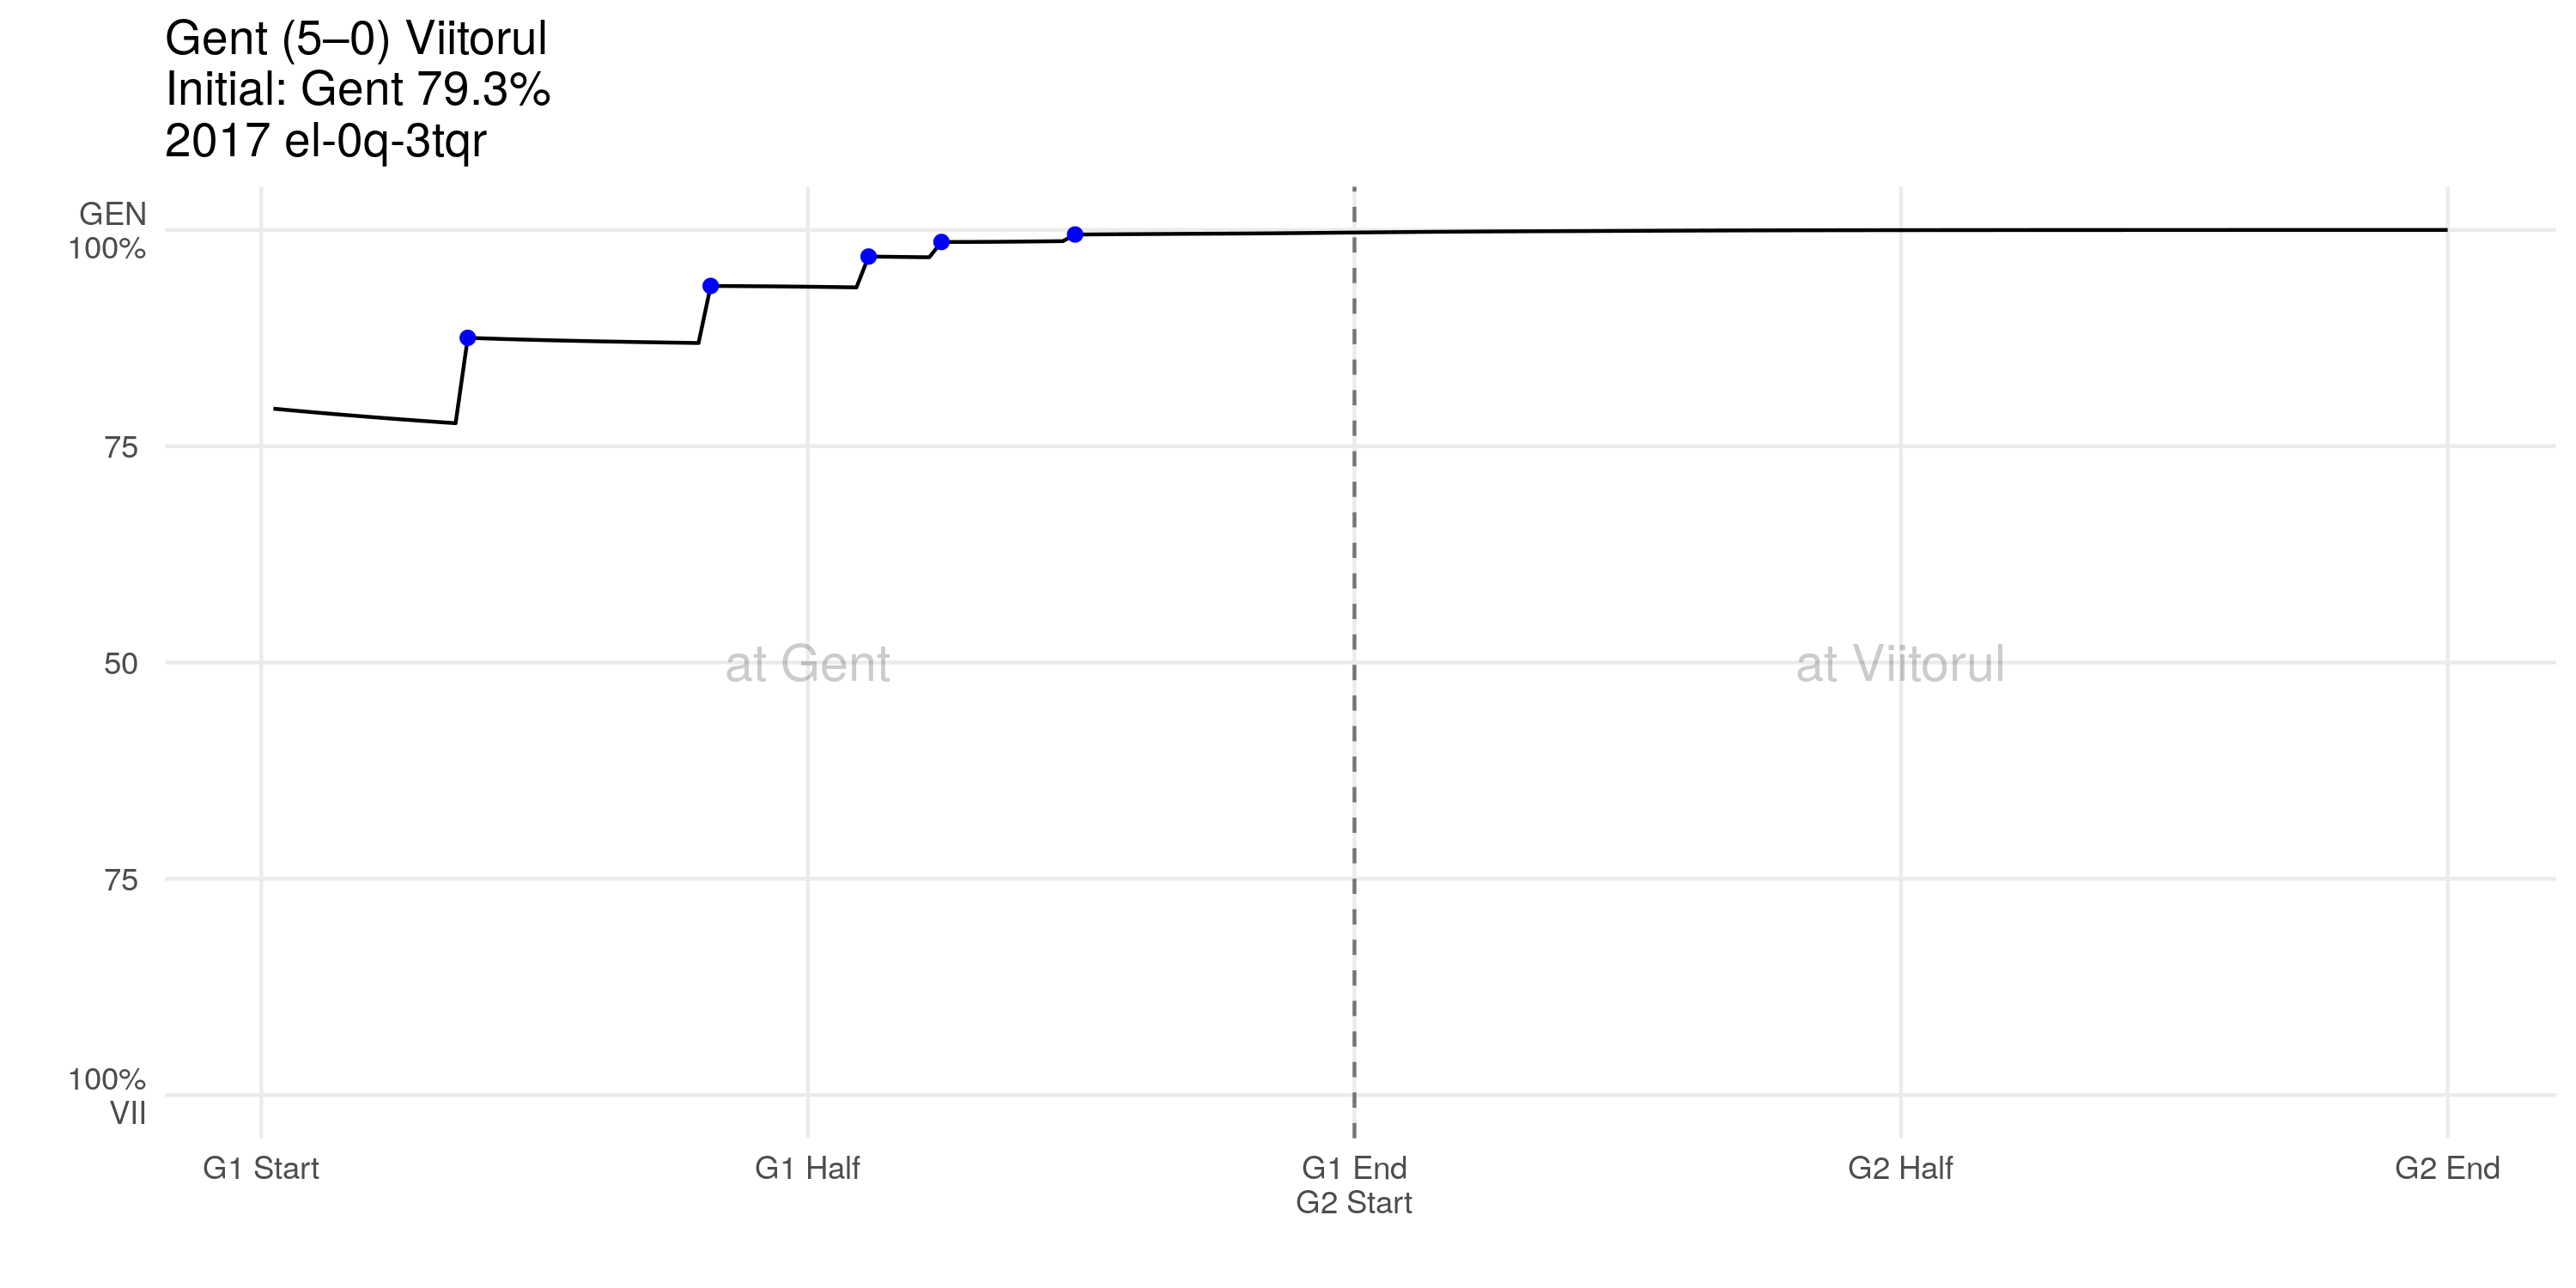 Gent (5–0) Viitorul
Initial: Gent 79.3%
2017 el-0q-3tqr
GEN
100%
75
50
75
100%
VII
at Gent
at Viitorul
G1 Start
G1 Half
G1 End
G2 Start
G2 Half
G2 End